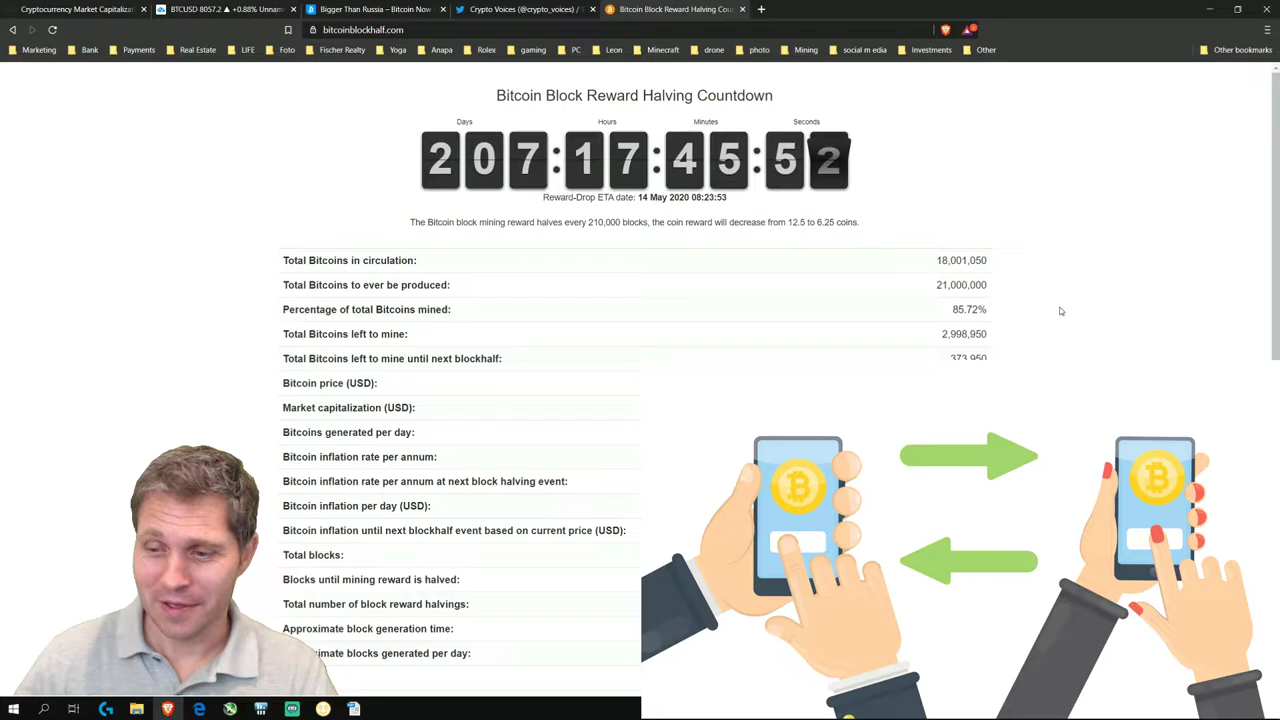 Cryptocurrency Market Capitaliz
BTCUSD 8057.2 ▲ +0.88% Unnam
Bigger Than Russia – Bitcoin Now
Crypto Voices (@crypto_voices) / T
Bitcoin Block Reward Halving Coun
bitcoinblockhalf.com
Marketing
Bank
Payments
Real Estate
LIFE
Foto
Fischer Realty
Yoga
Anapa
Rolex
gaming
PC
Leon
Minecraft
drone
photo
Mining
social m edia
Investments
Other
Other bookmarks
Bitcoin Block Reward Halving Countdown
Days Hours Minutes Seconds
207:17:45:52
Reward-Drop ETA date: 14 May 2020 08:23:53
The Bitcoin block mining reward halves every 210,000 blocks, the coin reward will decrease from 12.5 to 6.25 coins.
Total Bitcoins in circulation: 18,001,050
Total Bitcoins to ever be produced: 21,000,000
Percentage of total Bitcoins mined: 85.72%
Total Bitcoins left to mine: 2,998,950
Total Bitcoins left to mine until next blockhalf: 373,950
Bitcoin price (USD):
Market capitalization (USD):
Bitcoins generated per day:
Bitcoin inflation rate per annum:
Bitcoin inflation rate per annum at next block halving event:
Bitcoin inflation per day (USD):
Bitcoin inflation until next blockhalf event based on current price (USD):
Total blocks:
Blocks until mining reward is halved:
Total number of block reward halvings:
Approximate block generation time:
imate blocks generated per day: